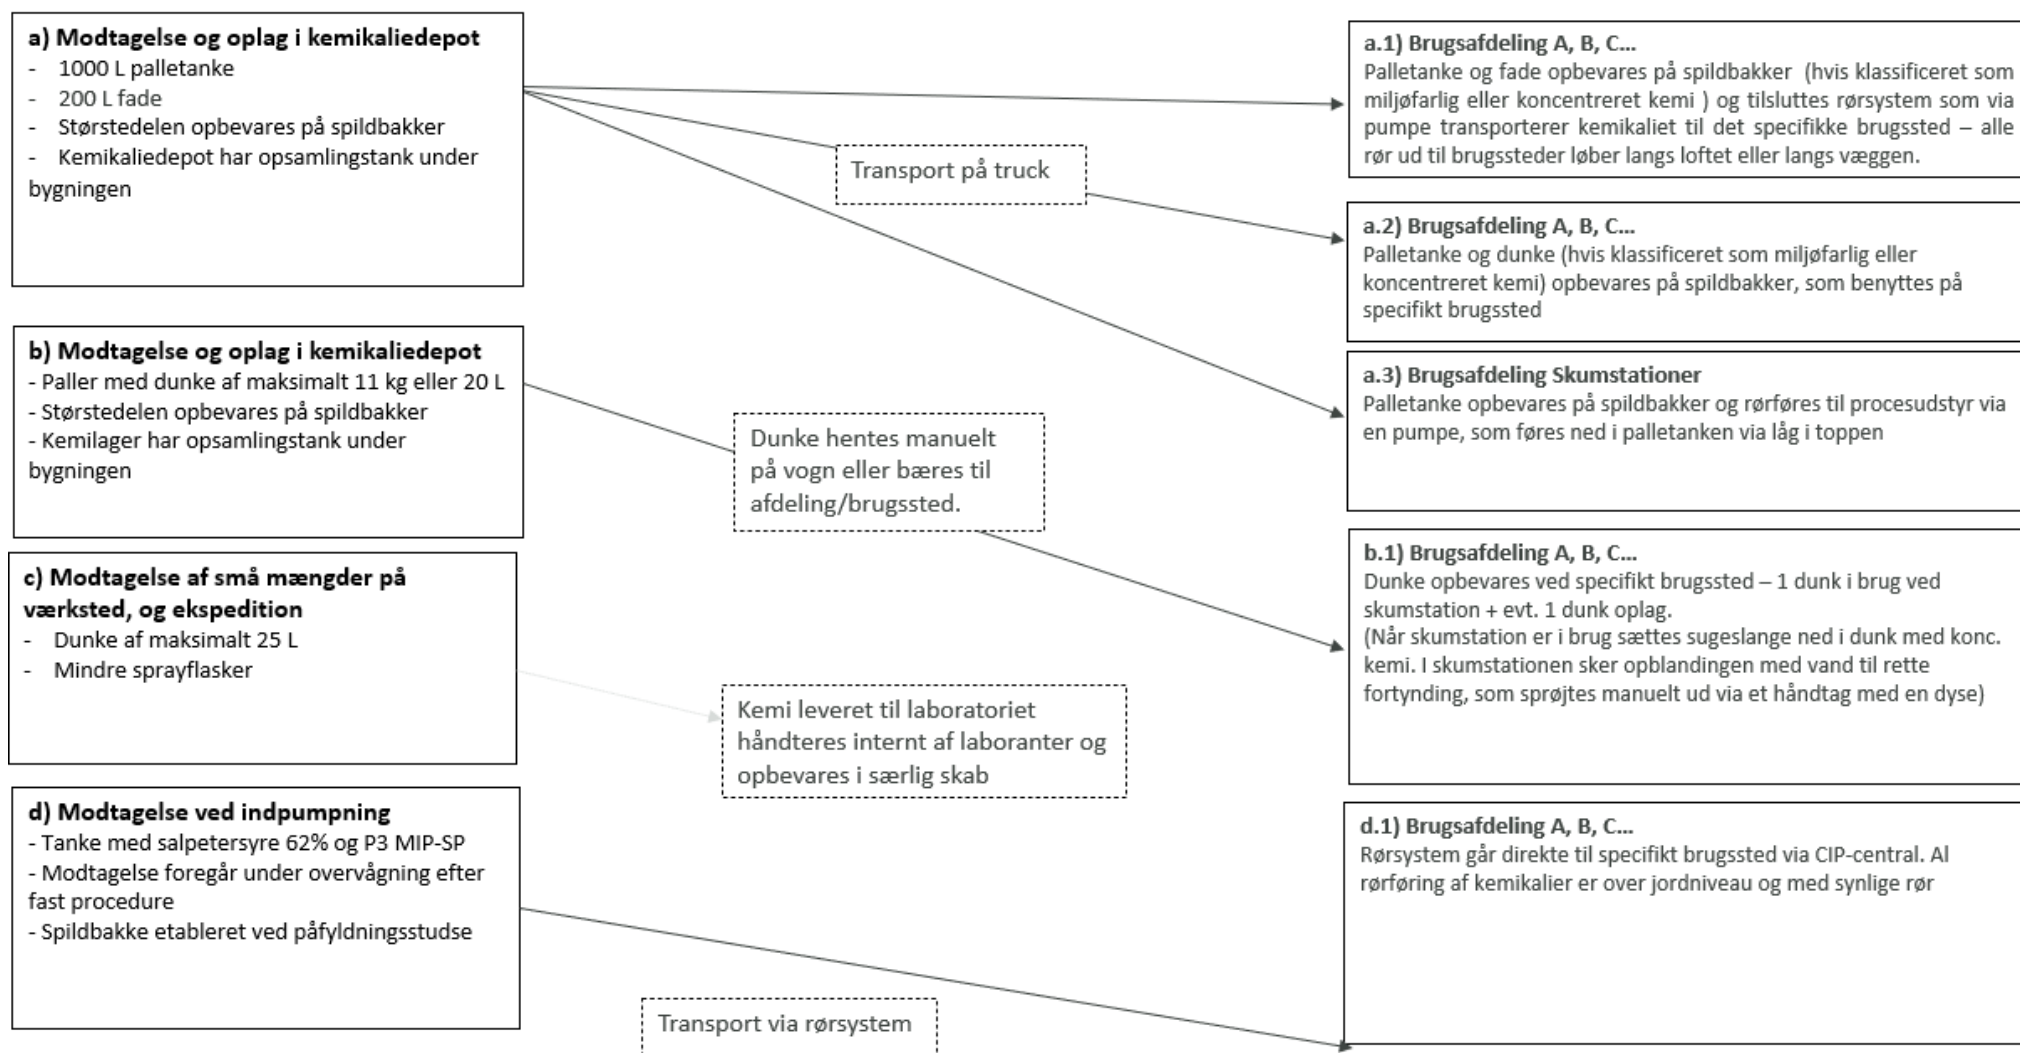 a) Modtagelse og oplag i kemikaliedepot
- 1000 L palletanke
- 200 L fade
- Størstedelen opbevares på spildbakker
- Kemikaliedepot har opsamlingstank under
bygningen
b) Modtagelse og oplag i kemikaliedepot
- Paller med dunke af maksimalt 11 kg eller 20 L
- Størstedelen opbevares på spildbakker
- Kemilager har opsamlingstank under
bygningen
c) Modtagelse af små mængder på
værksted, og ekspedition
- Dunke af maksimalt 25 L
- Mindre sprayflasker
d) Modtagelse ved indpumpning
- Tanke med salpetersyre 62% og P3 MIP-SP
- Modtagelse foregår under overvågning efter
fast procedure
- Spildbakke etableret ved påfyldningsstudse
Transport på truck
Dunke hentes manuelt
på vogn eller bæres til
afdeling/brugssted.
Kemi leveret til laboratoriet
håndteres internt af laboranter og
opbevares i særlig skab
Transport via rørsystem
a.1) Brugsafdeling A, B, C...
Palletanke og fade opbevares på spildbakker (hvis klassificeret som
miljøfarlig eller koncentreret kemi ) og tilsluttes rørsystem som via
pumpe transporterer kemikaliet til det specifikke brugssted – alle
rør ud til brugssteder løber langs loftet eller langs væggen.
a.2) Brugsafdeling A, B, C...
Palletanke og dunke (hvis klassificeret som miljøfarlig eller
koncentreret kemi) opbevares på spildbakker, som benyttes på
specifikt brugssted
a.3) Brugsafdeling Skumstationer
Palletanke opbevares på spildbakker og rørføres til procesudstyr via
en pumpe, som føres ned i palletanken via låg i toppen
b.1) Brugsafdeling A, B, C...
Dunke opbevares ved specifikt brugssted – 1 dunk i brug ved
skumstation + evt. 1 dunk oplag.
(Når skumstation er i brug sættes sugeslange ned i dunk med konc.
kemi. I skumstationen sker opblandingen med vand til rette
fortynding, som sprøjtes manuelt ud via et håndtag med en dyse)
d.1) Brugsafdeling A, B, C...
Rørsystem går direkte til specifikt brugssted via CIP-central. Al
rørføring af kemikalier er over jordniveau og med synlige rør